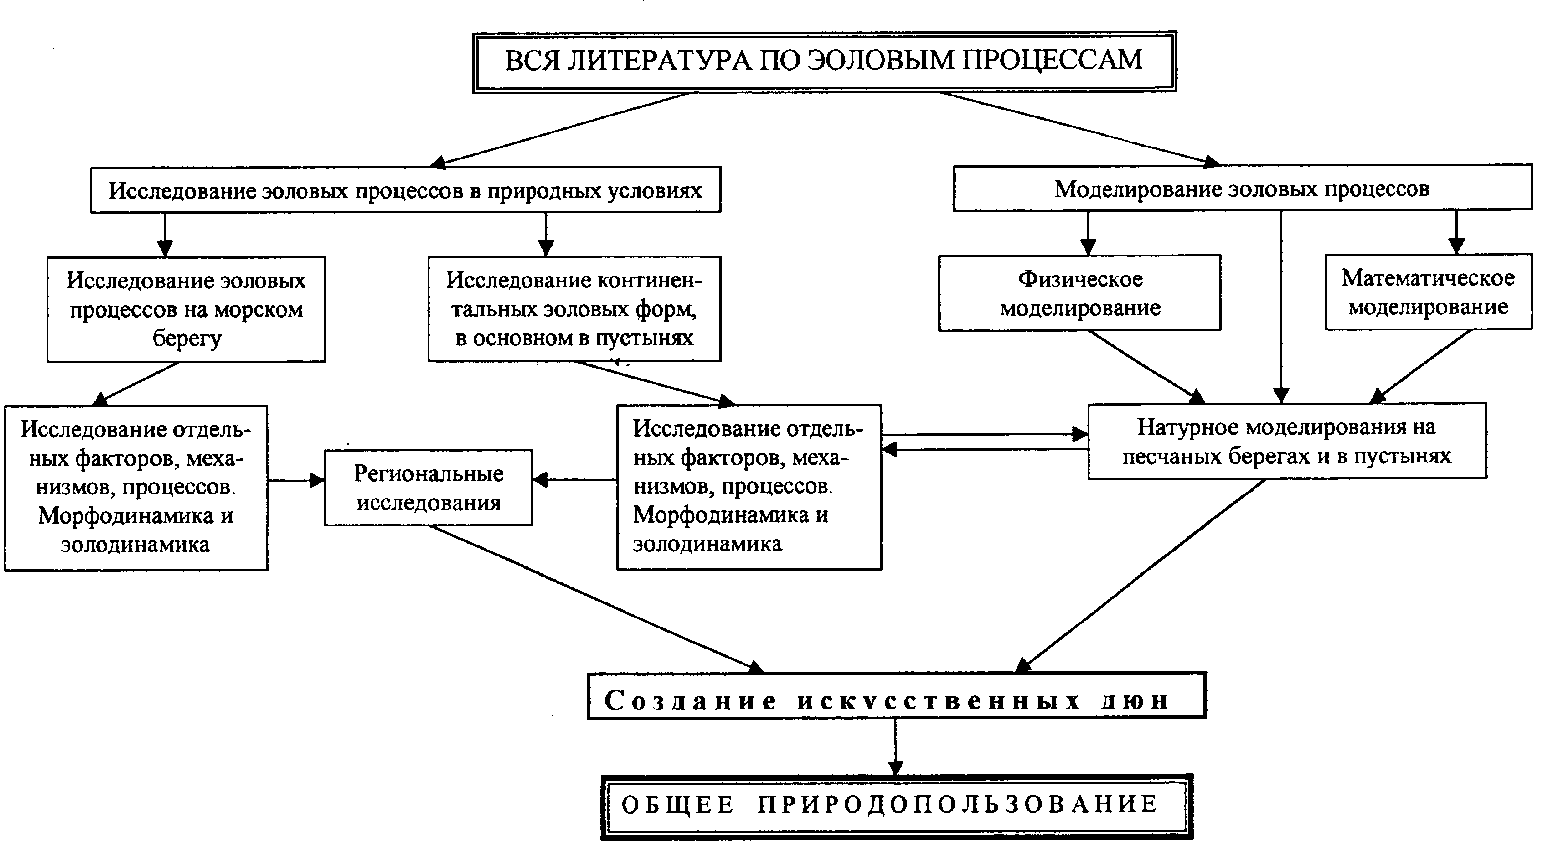 ВСЯ ЛИТЕРАТУРА ПО ЭОЛОВЫМ ПРОЦЕССАМ
Исследование эоловых процессов в природных условиях
Моделирование эоловых процессов
Исследование эоловых
процессов на морском
берегу
Исследование континен-
тальных эоловых форм,
в основном в пустынях
Физическое
моделирование
Математическое
моделирование
Исследование отдель-
ных факторов, меха-
низмов, процессов.
Морфодинамика и
эолодинамика
Региональные
исследования
Исследование отдель-
ных факторов, меха-
низмов, процессов.
Морфодинамика и
эолодинамика
Натурное моделирования на
песчаных берегах и в пустынях
Создание искусственных дюн
ОБЩЕЕ ПРИРОДОПОЛЬЗОВАНИЕ